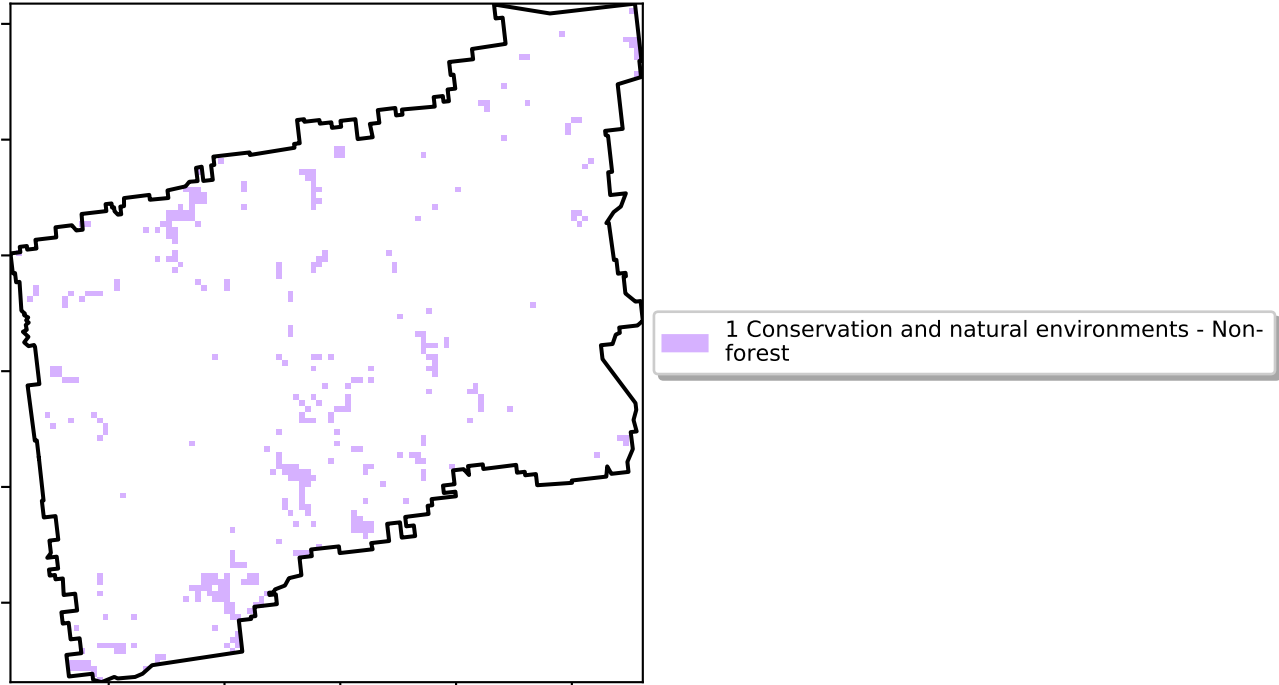 1 Conservation and natural environments - Non-
forest